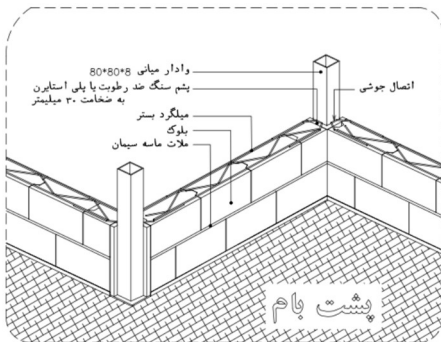 وادار میانی 80*80*8
پشم سنگ ضد رطوبت یا پلی استایرن
به ضخامت ۳۰ میلیمتر
اتصال جوشی
میلگرد بستر
بلوک
ملات ماسه سیمان
پشت بام